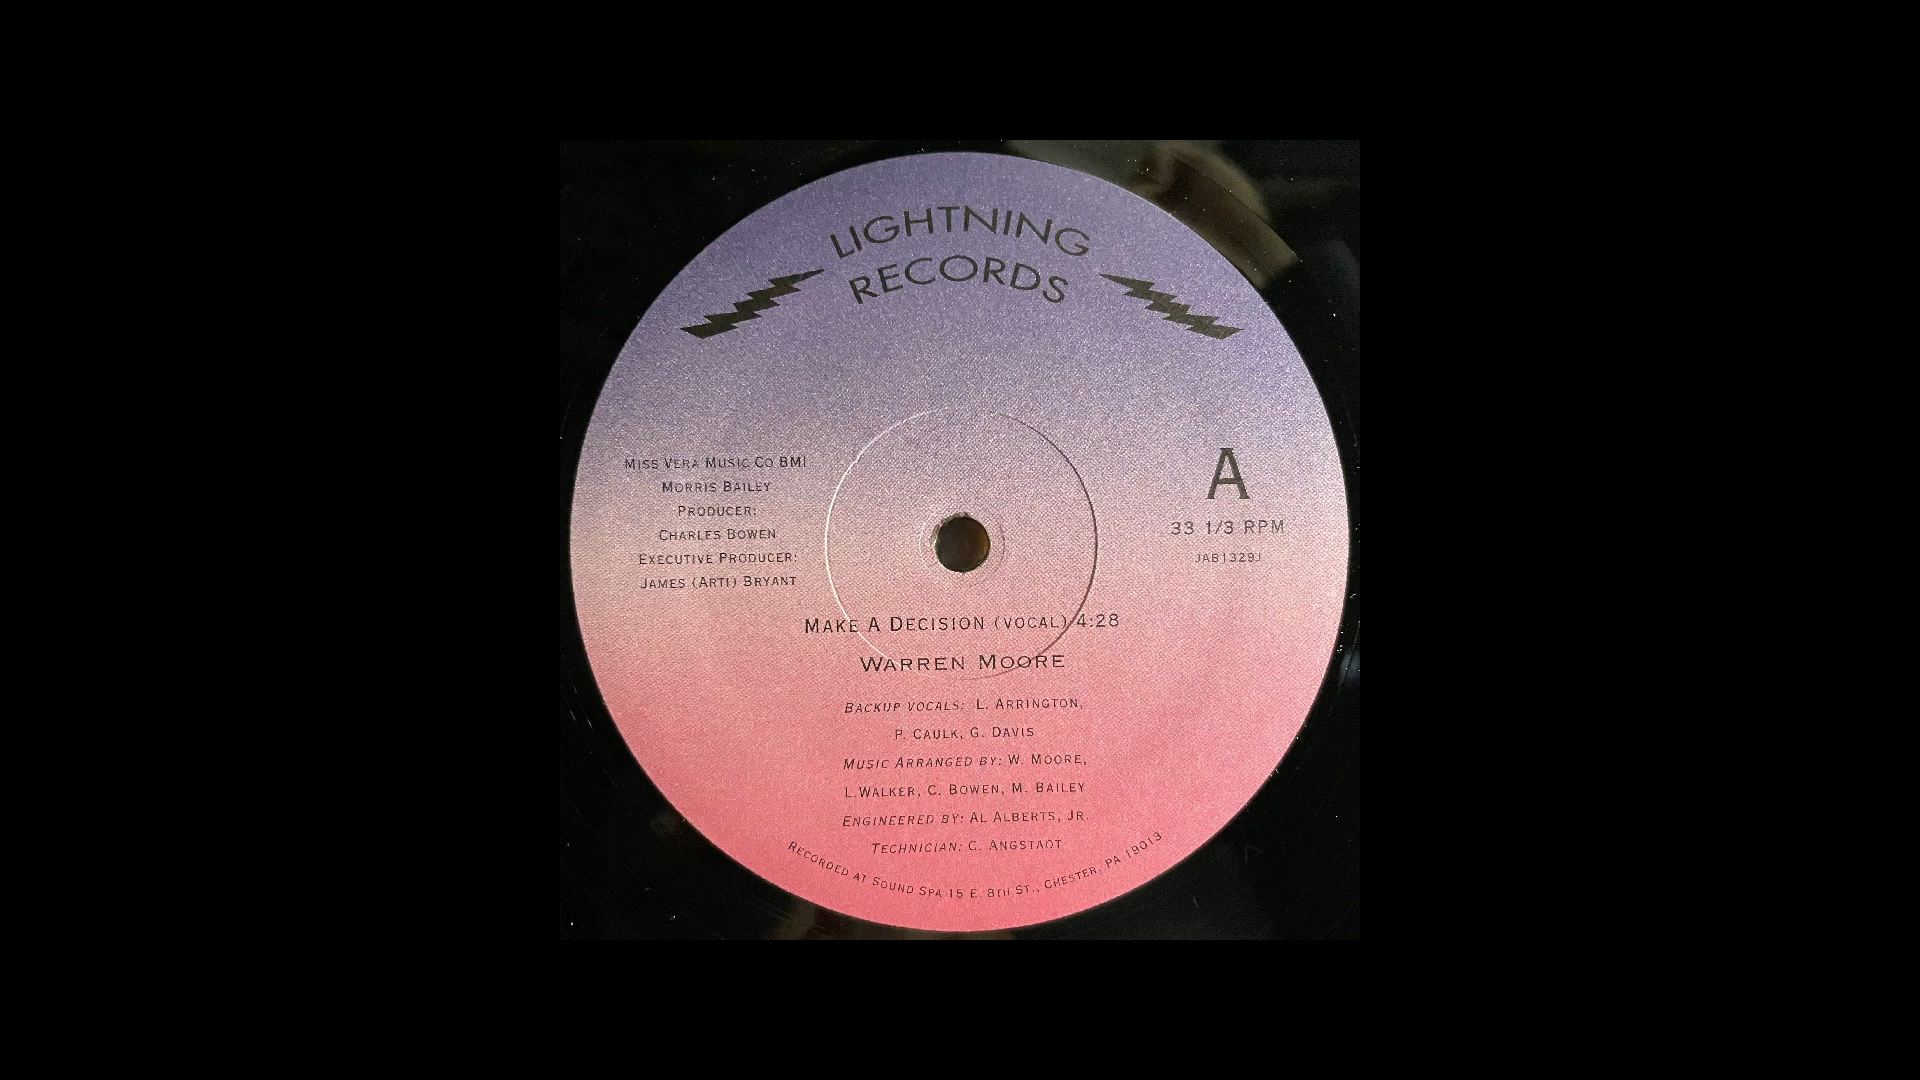 LIGHTNING
RECORDS
MISS VERA MUSIC CO BMI
MORRIS BAILEY
PRODUCER:
CHARLES BOWEN
EXECUTIVE PRODUCER:
JAMES (ARTI) BRYANT
A
33 1/3 RPM
JAB1329J
MAKE A DECISION (VOCAL) 4:28
WARREN MOORE
BACKUP VOCALS: L. ARRINGTON,
P. CAULK, G. DAVIS
MUSIC ARRANGED BY: W. MOORE,
L.WALKER, C. BOWEN, M. BAILEY
ENGINEERED BY: AL ALBERTS, JR.
TECHNICIAN: C. ANGSTADT
RECORDED AT SOUND SPA 15 E. 8TH ST., CHESTER, PA 19013